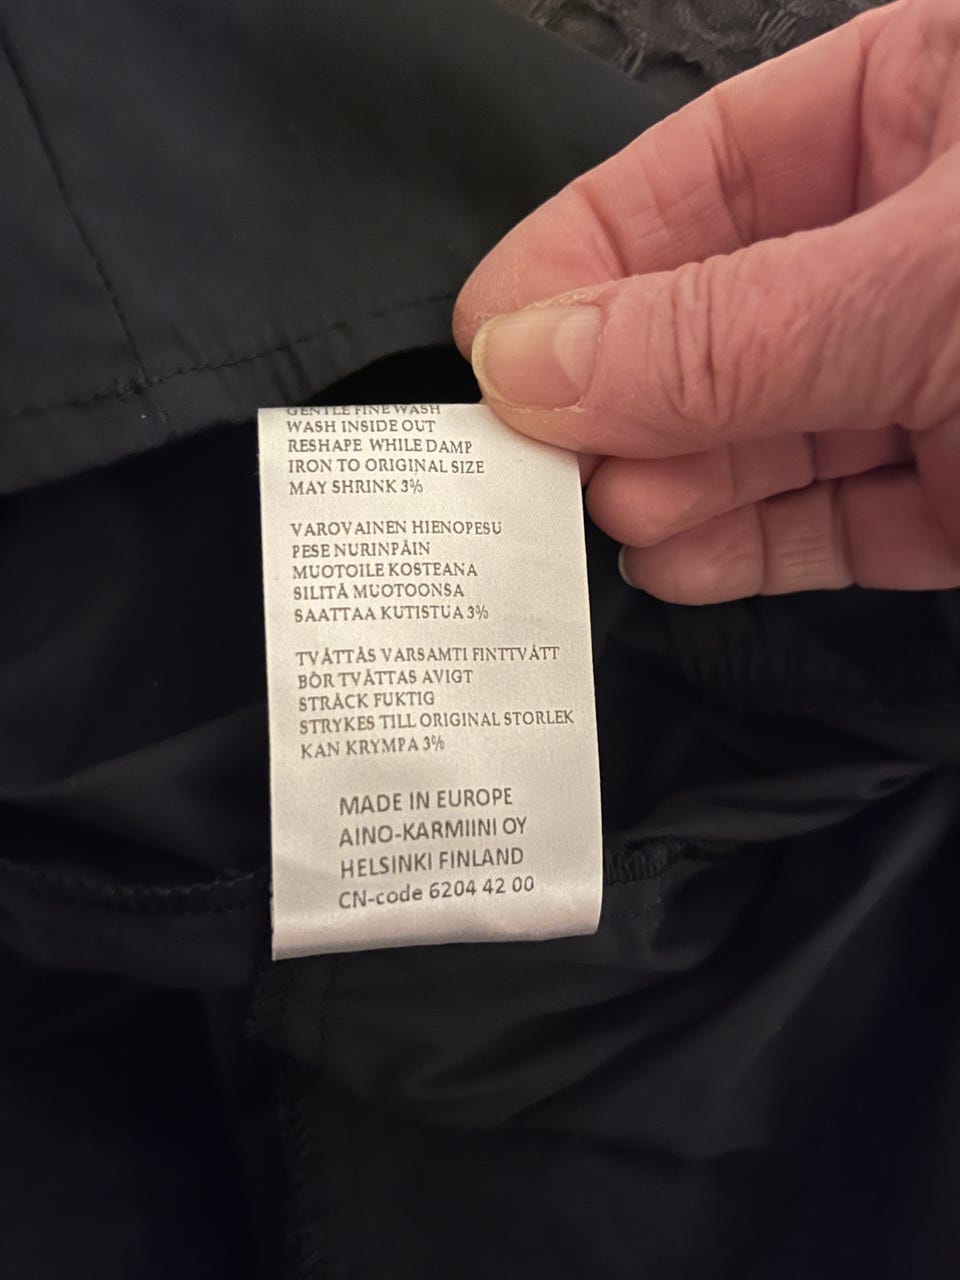 GENTLE FINE WASH
WASH INSIDE OUT
RESHAPE WHILE DAMP
IRON TO ORIGINAL SIZE
MAY SHRINK 3%
VAROVAINEN HIENOPESU
PESE NURINPÄIN
MUOTOILE KOSTEANA
SILITÄ MUOTOONSA
SAATTAA KUTISTUA 3%
TVÄTTÅS VARSAMTI FINTTVÄTT
BÖR TVÄTTAS AVIGT
STRÄCK FUKTIG
STRYKES TILL ORIGINAL STORLEK
KAN KRYMPA 3%
MADE IN EUROPE
AINO-KARMIINI OY
HELSINKI FINLAND
CN-code 6204 42 00